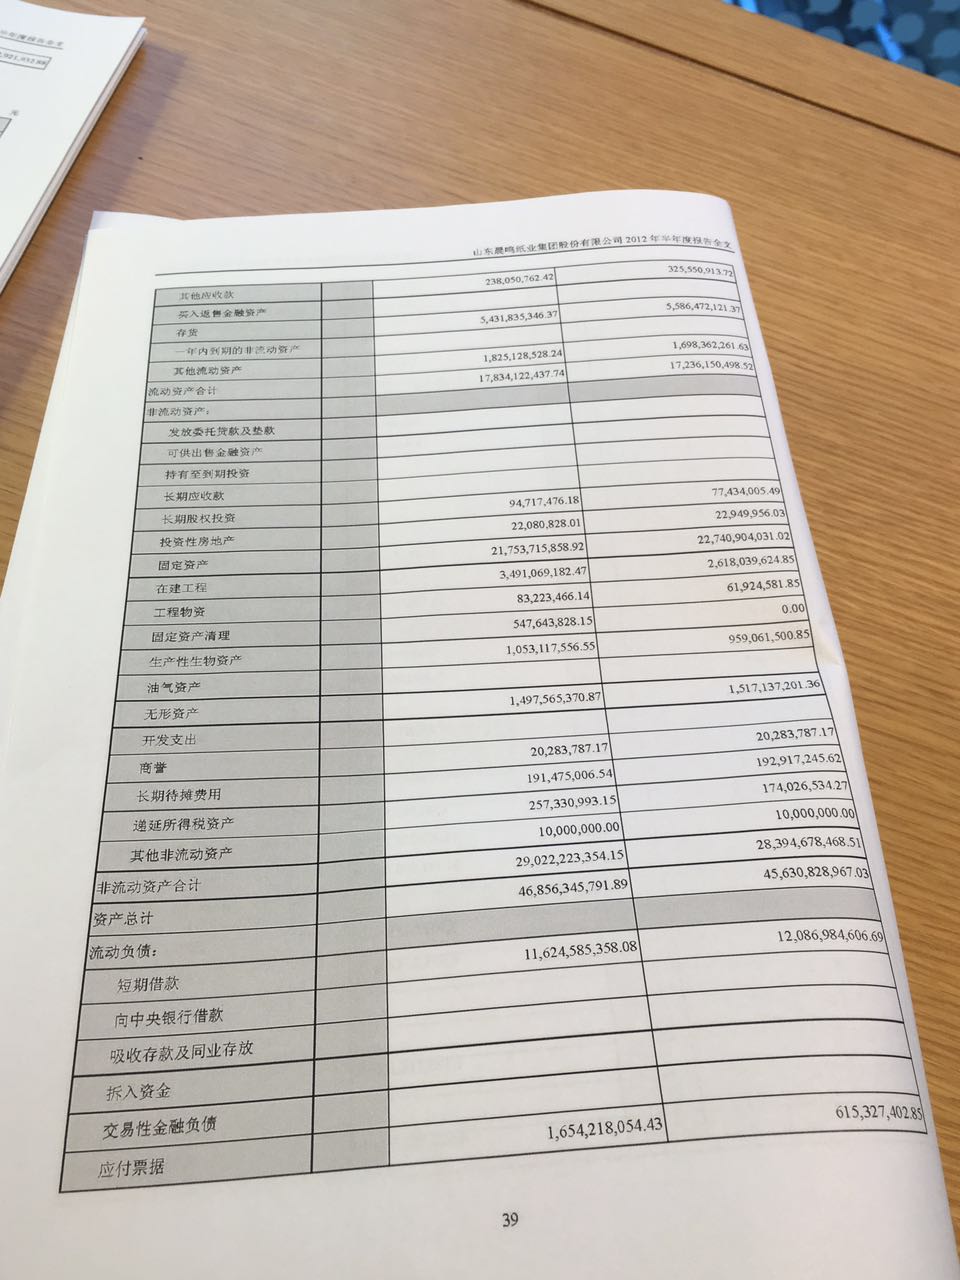 半年度报告全文
元
山东晨鸣纸业集团股份有限公司 2012 年半年度报告全文
其他应收款 238,050,762.42 325,550,913.72
买入返售金融资产
存货 5,431,835,346.37 5,586,472,121.37
一年内到期的非流动资产
其他流动资产 1,825,128,528.24 1,698,362,261.63
流动资产合计 17,834,122,437.74 17,236,150,498.52
非流动资产：
发放委托贷款及垫款
可供出售金融资产
持有至到期投资
长期应收款
长期股权投资 94,717,476.18 77,434,005.49
投资性房地产 22,080,828.01 22,949,956.03
固定资产 21,753,715,858.92 22,740,904,031.02
在建工程 3,491,069,182.47 2,618,039,624.85
工程物资 83,223,466.14 61,924,581.85
固定资产清理 547,643,828.15 0.00
生产性生物资产 1,053,117,556.55 959,061,500.85
油气资产
无形资产 1,497,565,370.87 1,517,137,201.36
开发支出
商誉 20,283,787.17 20,283,787.17
长期待摊费用 191,475,006.54 192,917,245.62
递延所得税资产 257,330,993.15 174,026,534.27
其他非流动资产 10,000,000.00 10,000,000.00
非流动资产合计 29,022,223,354.15 28,394,678,468.51
资产总计 46,856,345,791.89 45,630,828,967.03
流动负债：
短期借款 11,624,585,358.08 12,086,984,606.69
向中央银行借款
吸收存款及同业存放
拆入资金
交易性金融负债
应付票据 1,654,218,054.43 615,327,402.85
39